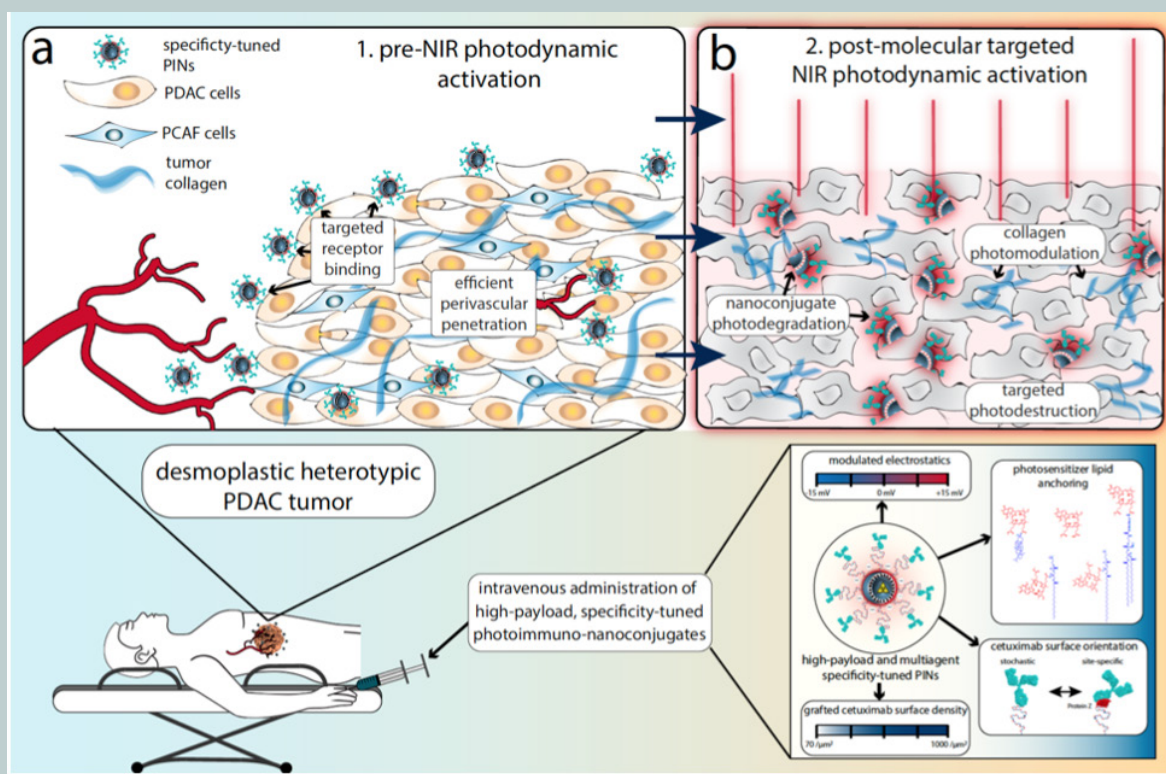 a
specificty-tuned
PINs
PDAC cells
PCAF cells
tumor
collagen
1. pre-NIR photodynamic
activation
targeted
receptor
binding
efficient
perivascular
penetration
b
2. post-molecular targeted
NIR photodynamic activation
collagen
photomodulation
nanoconjugate
photodegradation
targeted
photodestruction
desmoplastic heterotypic
PDAC tumor
intravenous administration of
high-payload, specificity-tuned
photoimmuno-nanoconjugates
modulated electrostatics
-15 mV 0 mV +15 mV
photosensitizer lipid
anchoring
high-payload and multiagent
specificity-tuned PINs
grafted cetuximab surface density
70 /µm² 1000 /µm²
cetuximab surface orientation
stochastic site-specific
Protein Z